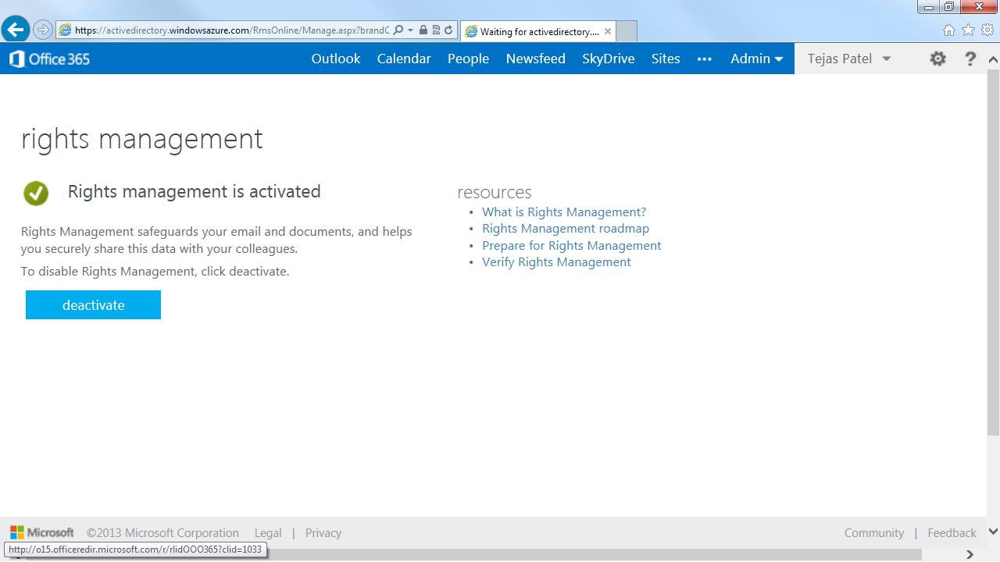 https://activedirectory.windowsazure.com/RmsOnline/Manage.aspx?brandC
Waiting for activedirectory....
Office 365
Outlook Calendar People Newsfeed SkyDrive Sites ••• Admin
Tejas Patel
?
rights management
Rights management is activated
Rights Management safeguards your email and documents, and helps
you securely share this data with your colleagues.
To disable Rights Management, click deactivate.
deactivate
resources
• What is Rights Management?
• Rights Management roadmap
• Prepare for Rights Management
• Verify Rights Management
Microsoft ©2013 Microsoft Corporation Legal | Privacy
Community | Feedback
http://o15.officeredir.microsoft.com/r/rlidOOO365?clid=1033